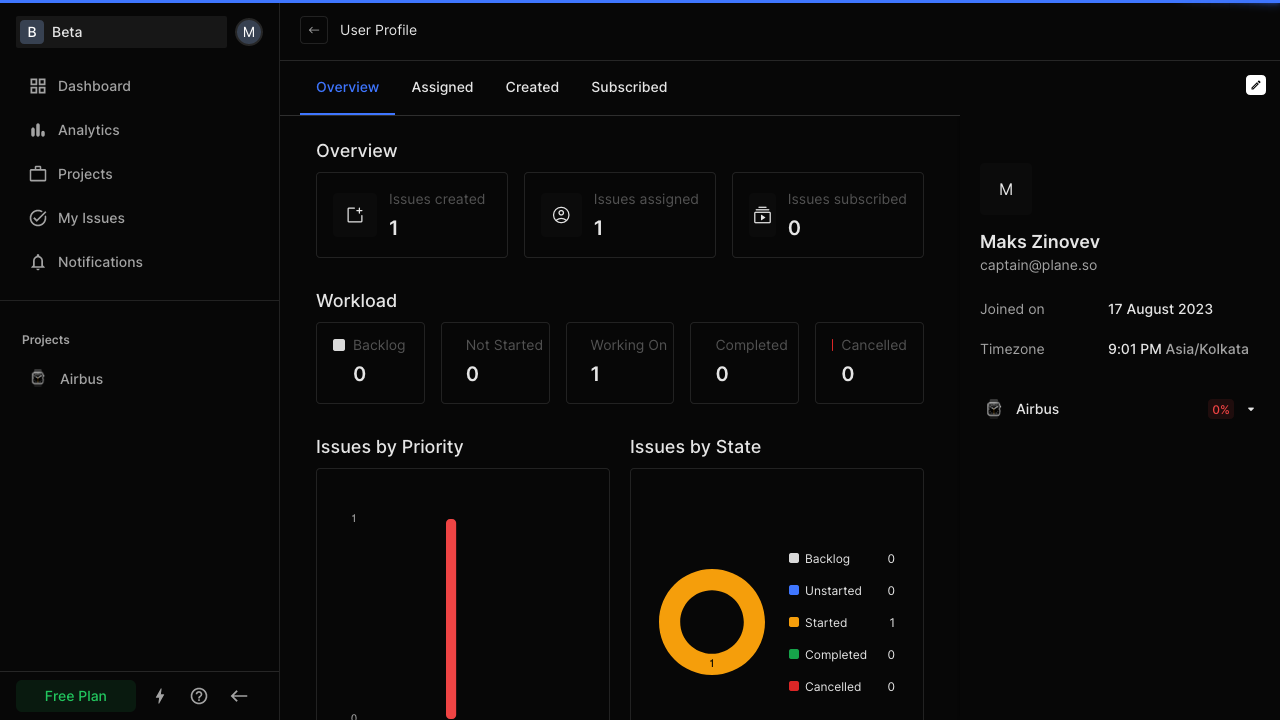 B Beta M
Dashboard
Analytics
Projects
My Issues
Notifications
Projects
Airbus
Free Plan
User Profile
Overview Assigned Created Subscribed
Overview
Issues created
1
Issues assigned
1
Issues subscribed
0
Workload
Backlog
0
Not Started
0
Working On
1
Completed
0
Cancelled
0
Issues by Priority
1
0
Issues by State
1
Backlog 0
Unstarted 0
Started 1
Completed 0
Cancelled 0
M
Maks Zinovev
captain@plane.so
Joined on 17 August 2023
Timezone 9:01 PM Asia/Kolkata
Airbus 0%